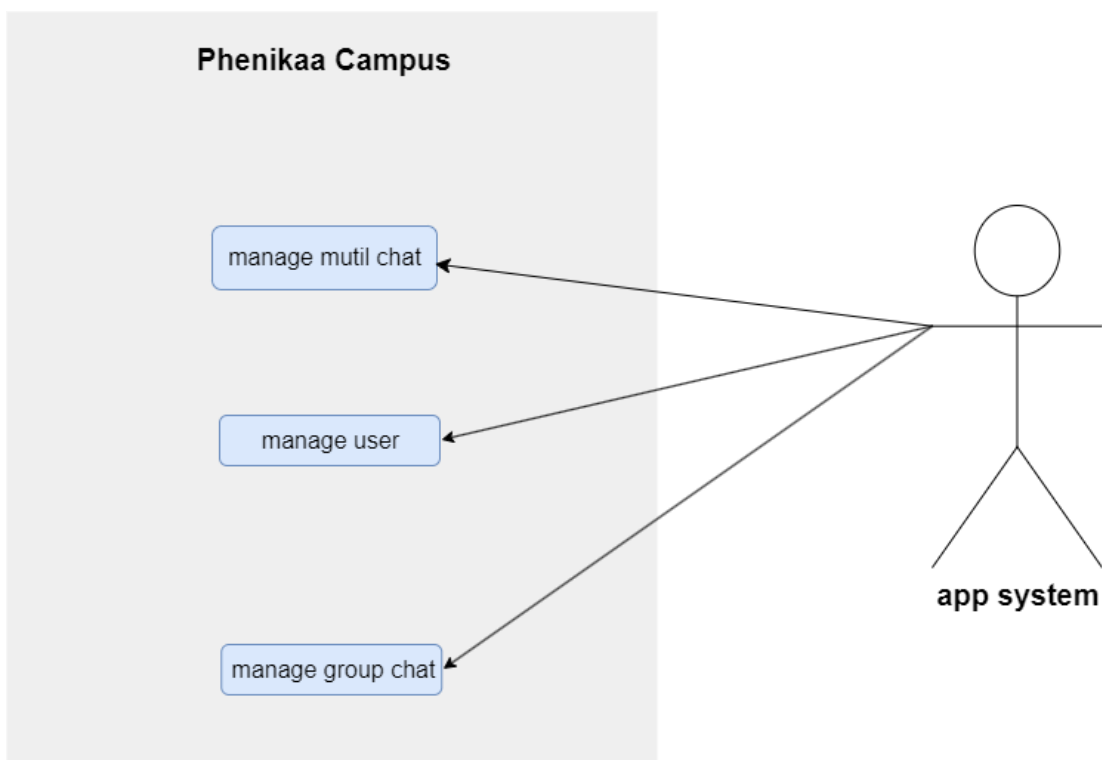 Phenikaa Campus
manage mutil chat
manage user
app system
manage group chat